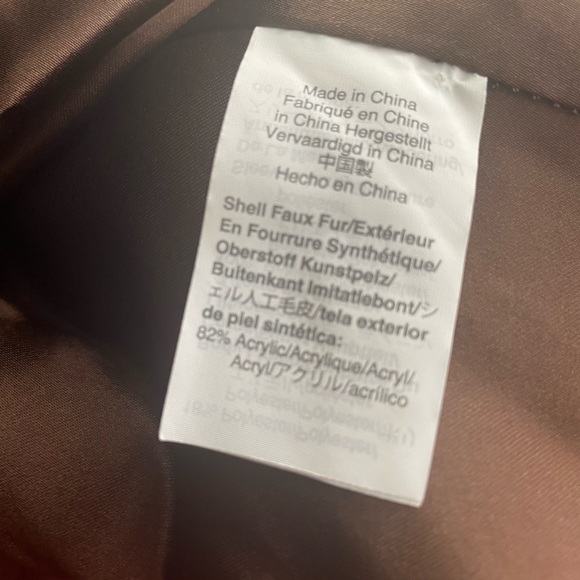 Made in China
Fabriqué en Chine
in China Hergestellt
Vervaardigd in China
中国製
Hecho en China
Shell Faux Fur/Extérieur
En Fourrure Synthétique/
Oberstoff Kunstpelz/
Buitenkant Imitatiebont/シ
ェル人工毛皮/tela exterior
de piel sintética:
82% Acrylic/Acrylique/Acryl/
Acryl/アクリル/acrílico